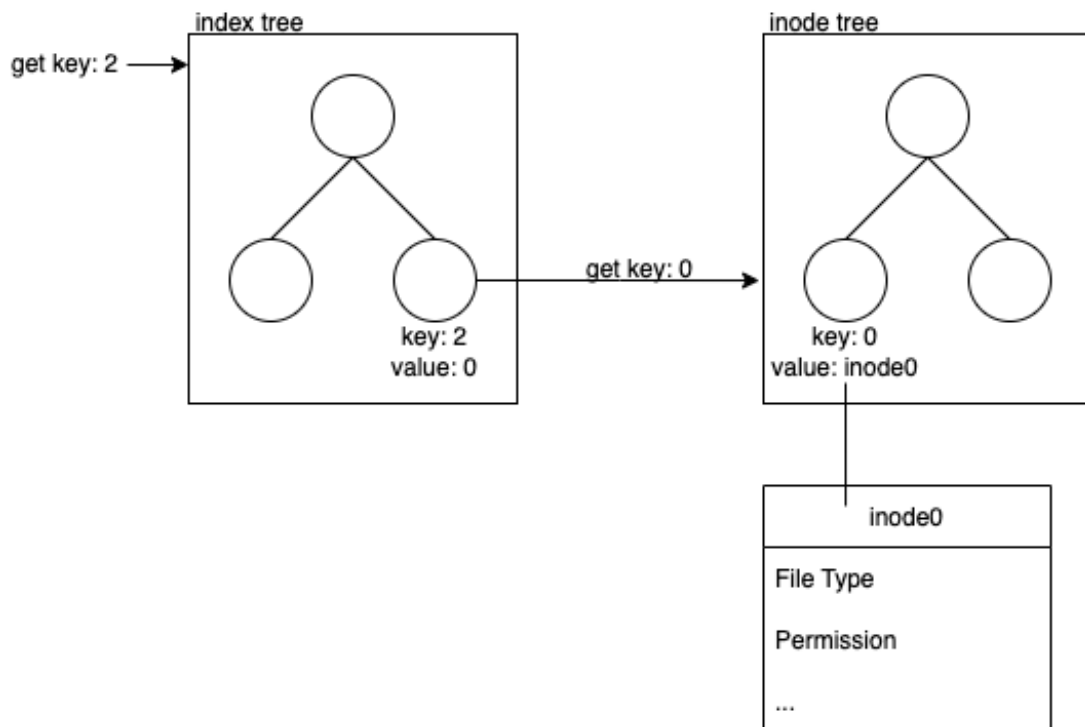 index tree
inode tree
get key: 2
get key: 0
key: 2
value: 0
key: 0
value: inode0
inode0
File Type
Permission
...